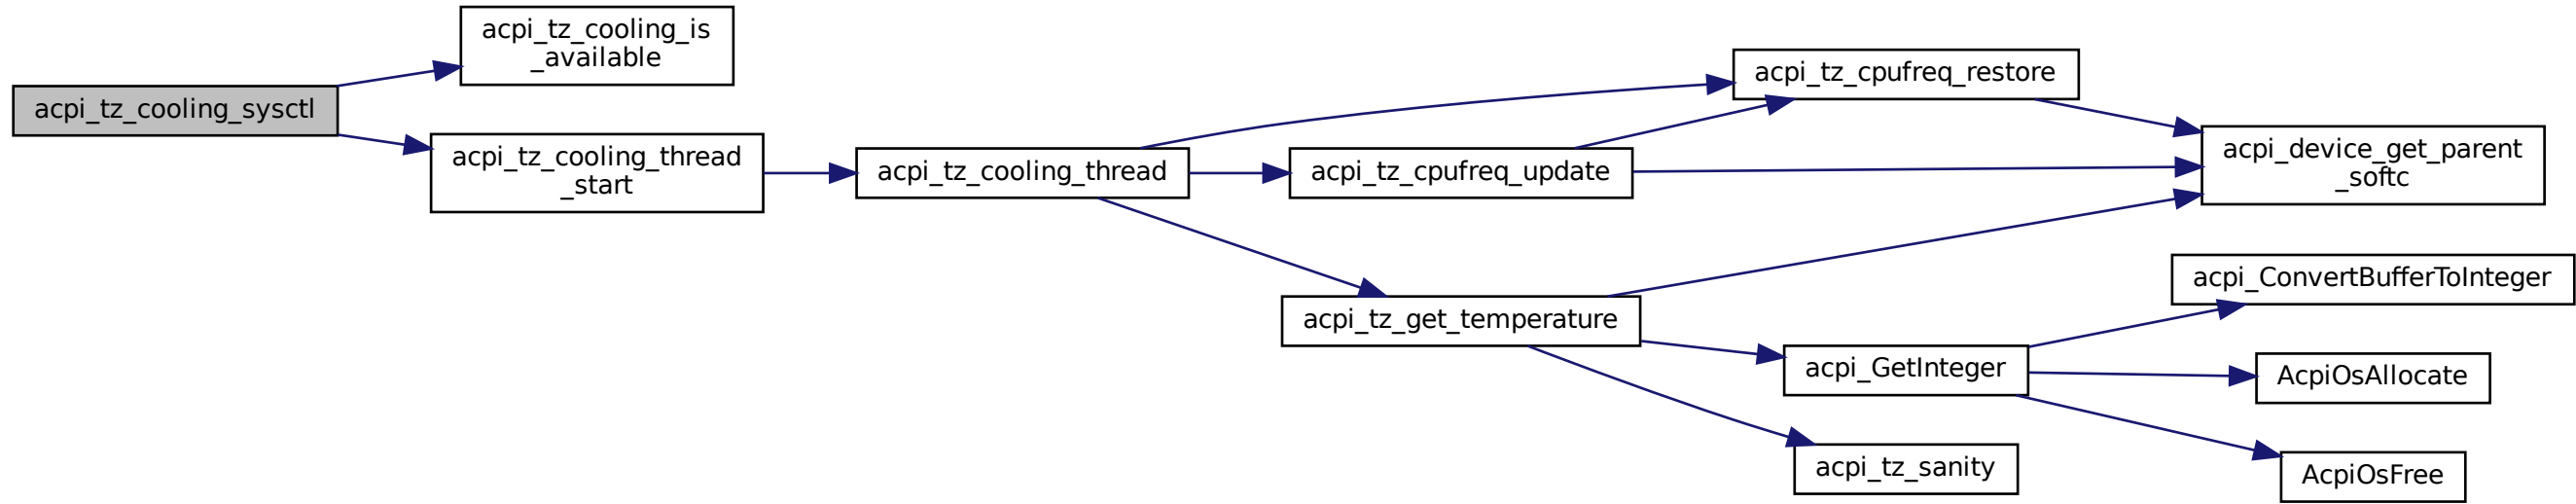 acpi_tz_cooling_sysctl
acpi_tz_cooling_is
_available
acpi_tz_cooling_thread
_start
acpi_tz_cooling_thread
acpi_tz_cpufreq_restore
acpi_tz_cpufreq_update
acpi_device_get_parent
_softc
acpi_tz_get_temperature
acpi_GetInteger
acpi_ConvertBufferToInteger
AcpiOsAllocate
AcpiOsFree
acpi_tz_sanity